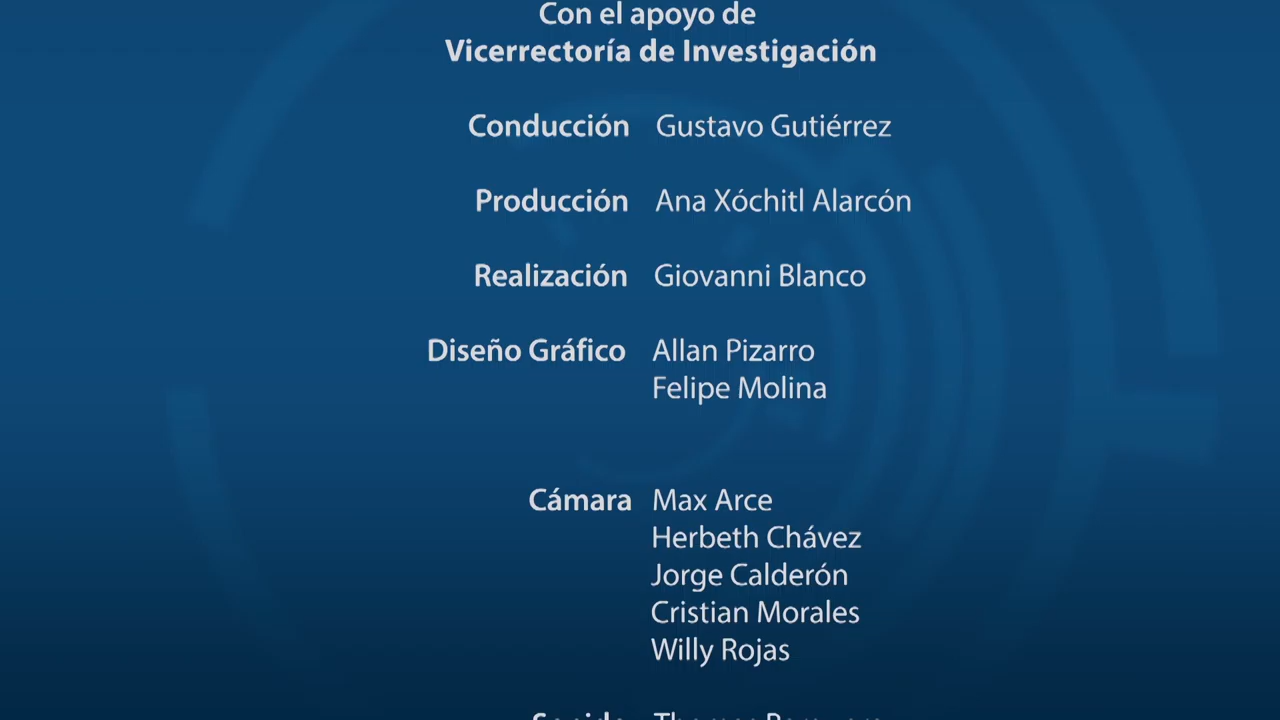 Con el apoyo de
Vicerrectoría de Investigación
Conducción Gustavo Gutiérrez
Producción Ana Xóchitl Alarcón
Realización Giovanni Blanco
Diseño Gráfico Allan Pizarro
Felipe Molina
Cámara Max Arce
Herbeth Chávez
Jorge Calderón
Cristian Morales
Willy Rojas